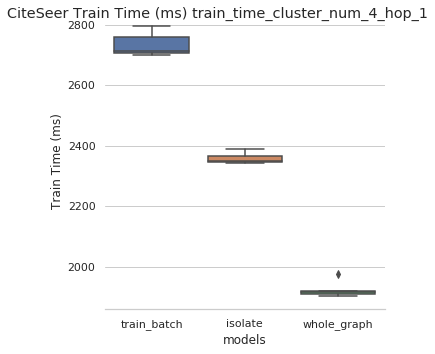 CiteSeer Train Time (ms) train_time_cluster_num_4_hop_1
2800
2600
2400
2200
2000
Train Time (ms)
train_batch isolate whole_graph
models